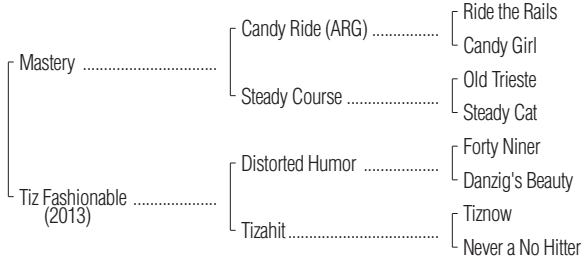 Ride the Rails
Candy Ride (ARG) ................
Candy Girl
Mastery ................................
Old Trieste
Steady Course ......................
Steady Cat
Forty Niner
Distorted Humor ..................
Danzig's Beauty
Tiz Fashionable ....................
(2013)
Tiznow
Tizahit ....................................
Never a No Hitter